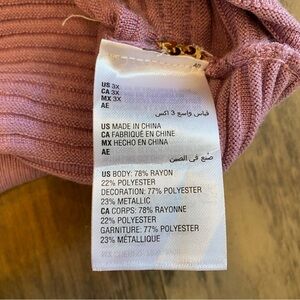 US 3X
CA 3X
MX 3X
AE
قياس واسع 3 اكس
US MADE IN CHINA
CA FABRIQUÉ EN CHINE
MX HECHO EN CHINA
AE
صُنع في الصين
US BODY: 78% RAYON
22% POLYESTER
DECORATION: 77% POLYESTER
23% METALLIC
CA CORPS: 78% RAYONNE
22% POLYESTER
GARNITURE: 77% POLYESTER
23% MÉTALLIQUE